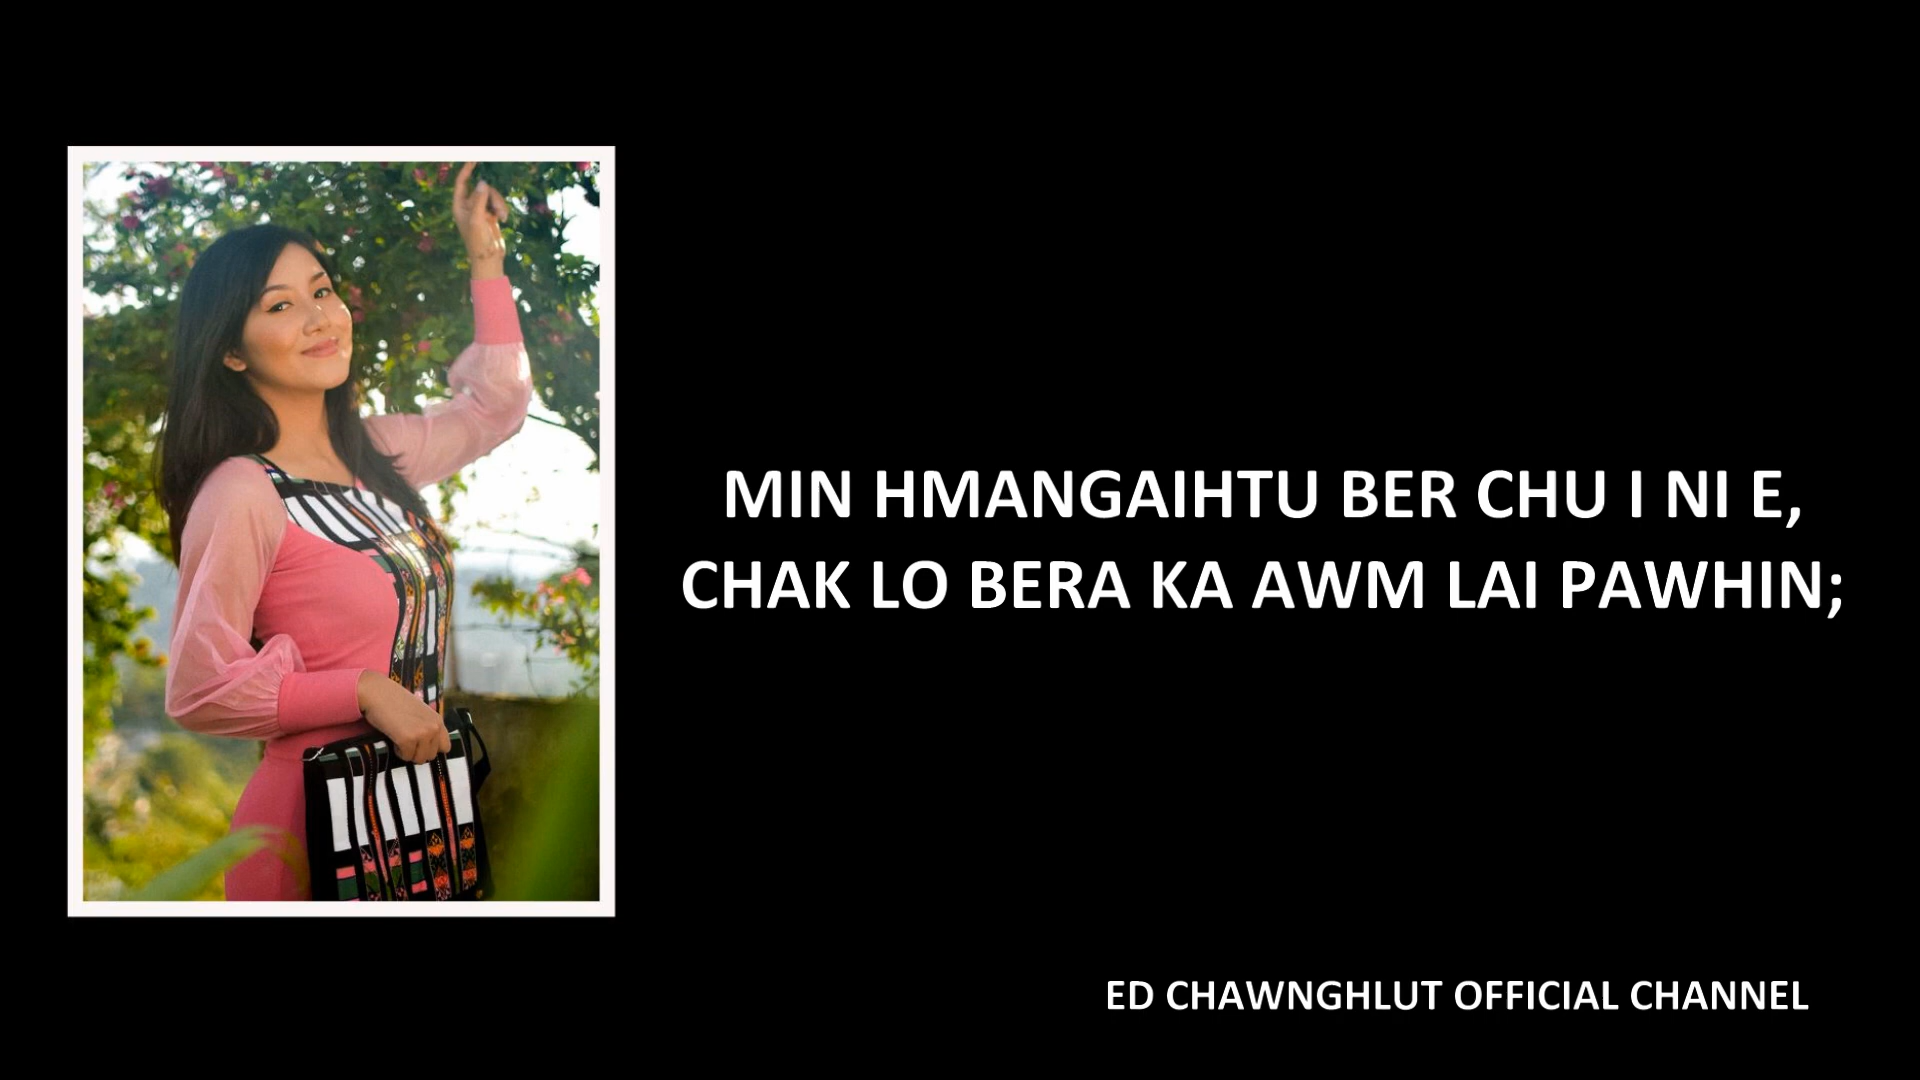 MIN HMANGAIHTU BER CHU I NI E,
CHAK LO BERA KA AWM LAI PAWHIN;
ED CHAWNGHLUT OFFICIAL CHANNEL